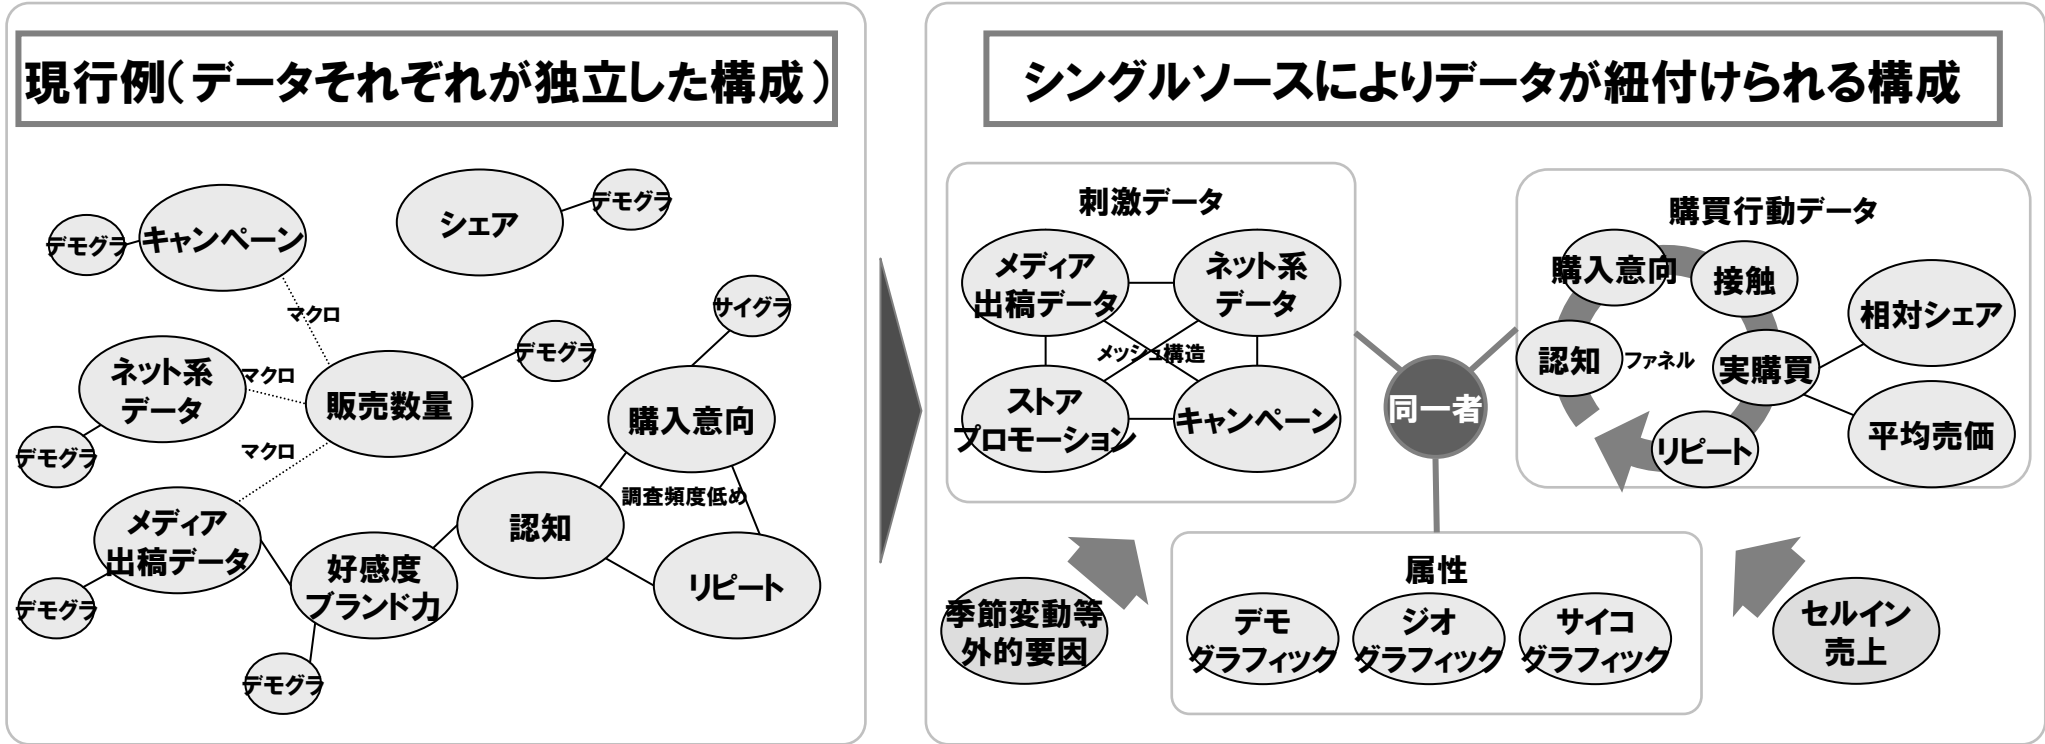 現行例(データそれぞれが独立した構成)
デモグラ
キャンペーン
シェア
デモグラ
マクロ
サイグラ
ネット系
データ
マクロ
デモグラ
販売数量
購入意向
デモグラ
マクロ
調査頻度低め
メディア
出稿データ
認知
デモグラ
好感度
ブランド力
リピート
デモグラ
シングルソースによりデータが紐付けられる構成
刺激データ
メディア
出稿データ
ネット系
データ
メッシュ構造
ストア
プロモーション
キャンペーン
同一者
購買行動データ
購入意向
接触
認知
ファネル
実購買
リピート
相対シェア
平均売価
季節変動等
外的要因
属性
デモ
グラフィック
ジオ
グラフィック
サイコ
グラフィック
セルイン
売上